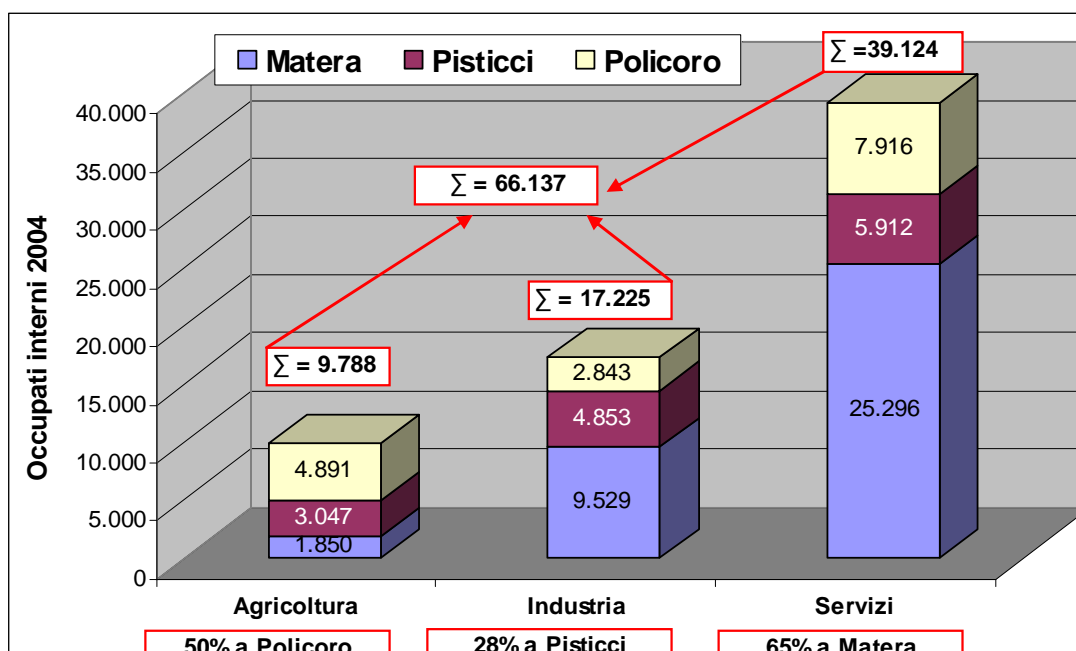 Matera Pisticci Policoro
∑ =39.124
40.000
35.000
30.000
25.000
20.000
15.000
10.000
5.000
0
Occupati interni 2004
∑ = 66.137
∑ = 17.225
∑ = 9.788
4.891
3.047
1.850
2.843
4.853
9.529
7.916
5.912
25.296
Agricoltura Industria Servizi
50% a Policoro 28% a Pisticci 65% a Matera